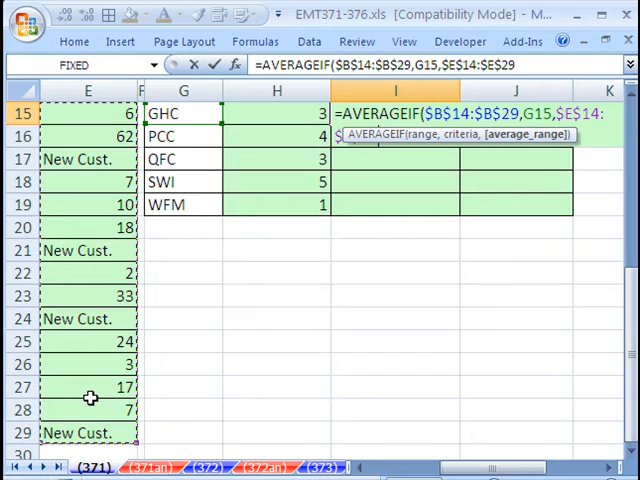 EMT371-376.xls [Compatibility Mode] - M...
Home Insert Layout Formulas Data Review View Developer Add-Ins
FIXED =AVERAGEIF($B$14:$B$29,G15,$E$14:$E$29
E F G H I J K
15 6 GHC 3 =AVERAGEIF($B$14:$B$29,G15,$E$14:
16 62 PCC 4
AVERAGEIF(range, criteria, [average_range])
17 New Cust. QFC 3
18 7 SWI 5
19 10 WFM 1
20 18
21 New Cust.
22 2
23 33
24 New Cust.
25 24
26 3
27 17
28 7
29 New Cust.
30
(371) (371an) (372) (372an) (373)